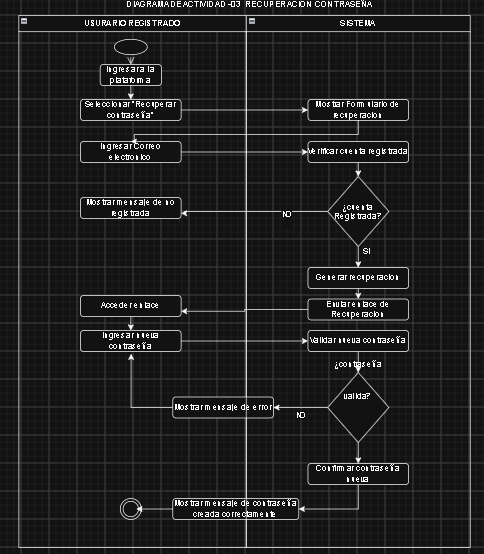 DIAGRAMA DE ACTIVIDAD -03 RECUPERACION CONTRASEÑA
USURARIO REGISTRADO
SISTEMA
Ingresar a la
plataforma
Seleccionar "Recuperar
contraseña"
Mostrar Formulario de
recuperacion
Ingresar Correo
electronico
Verificar cuenta registrada
Mostrar mensaje de no
registrada
NO
¿cuenta
Registrada?
SI
Generar recuperacion
Acceder enlace
Enviar enlace de
Recuperacion
Ingresar nueva
contraseña
Validar nueva contraseña
¿contraseña
valida?
Mostrar mensaje de error
NO
Confirmar contraseña
nueva
Mostrar mensaje de contraseña
creada correctamente